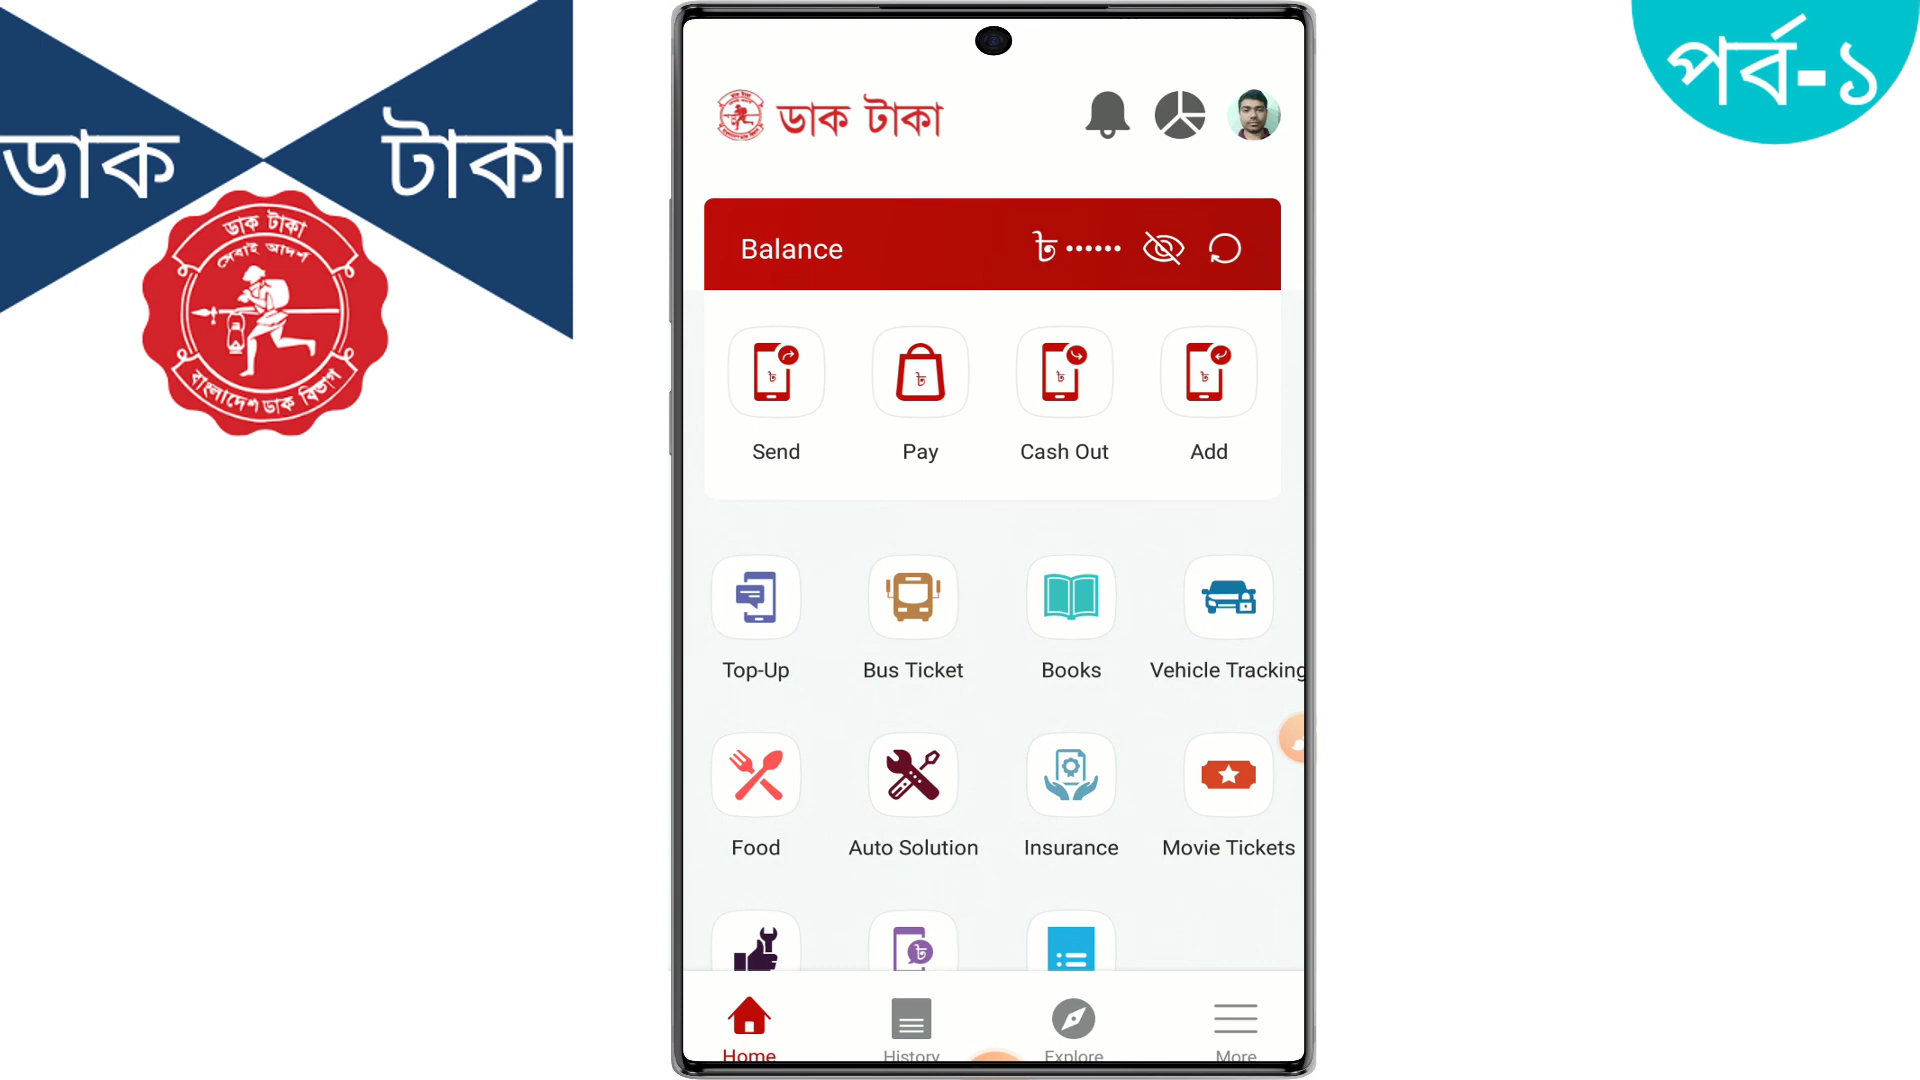 ডাক টাকা
ডাক টাকা
সেবাই আদর্শ
বাংলাদেশ ডাক বিভাগ
পর্ব-১
ডাক টাকা
Balance ৳ ······
Send Pay Cash Out Add
Top-Up Bus Ticket Books Vehicle Tracking
Food Auto Solution Insurance Movie Tickets
Home History Explore More